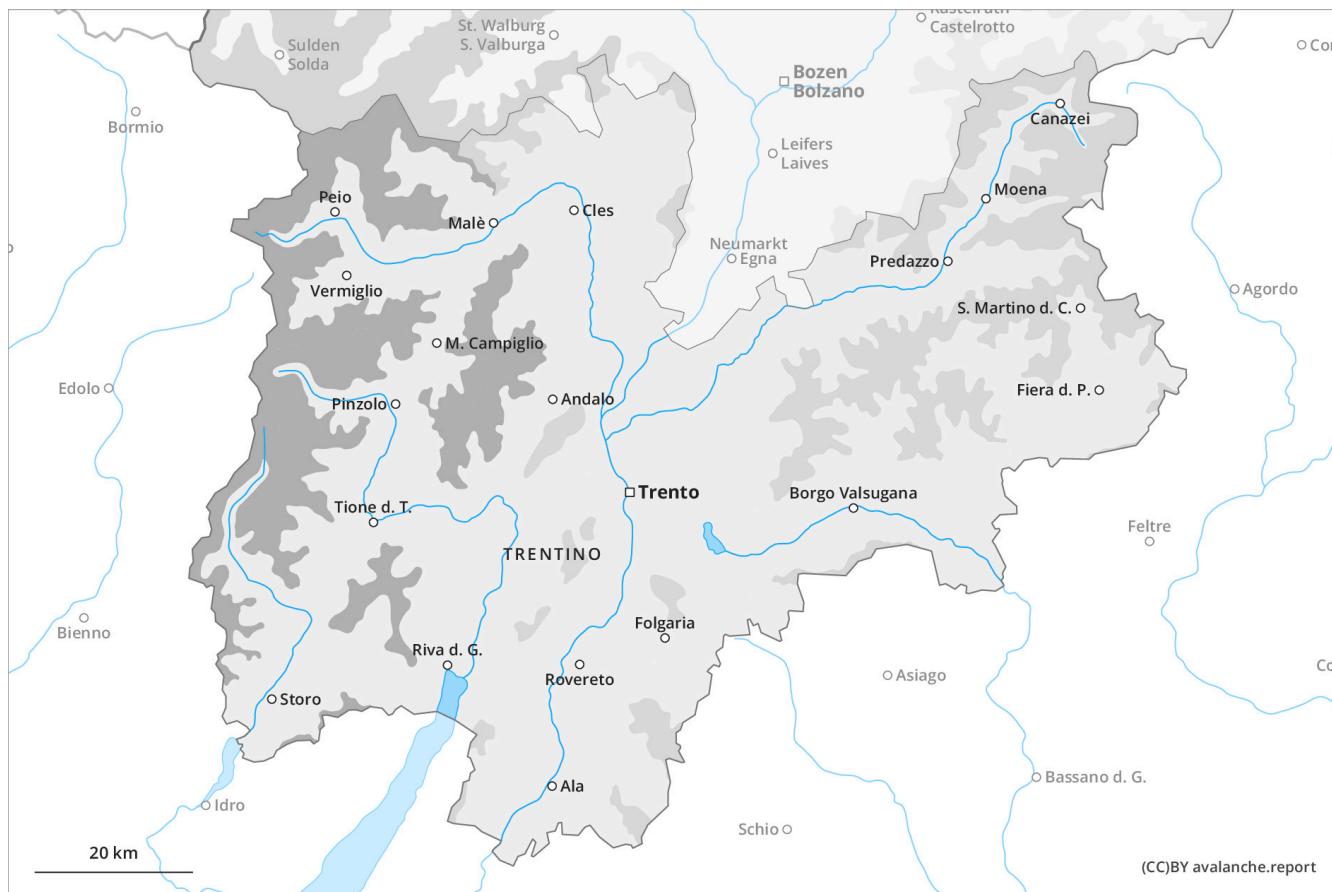 St. Walburg
S. Valburga
Kastelruth
Castelrotto
Sulden
Solda
Bozen
Bolzano
Bormio
Canazei
Leifers
Laives
Peio
Moena
Malè
Cles
Neumarkt
Egna
Predazzo
Vermiglio
Agordo
S. Martino d. C.
M. Campiglio
Edolo
Fiera d. P.
Pinzolo
Andalo
Trento
Borgo Valsugana
Tione d. T.
Feltre
TRENTINO
Bienno
Folgaria
Riva d. G.
Asiago
Rovereto
Storo
Bassano d. G.
Ala
Idro
Schio
20 km
(CC)BY avalanche.report